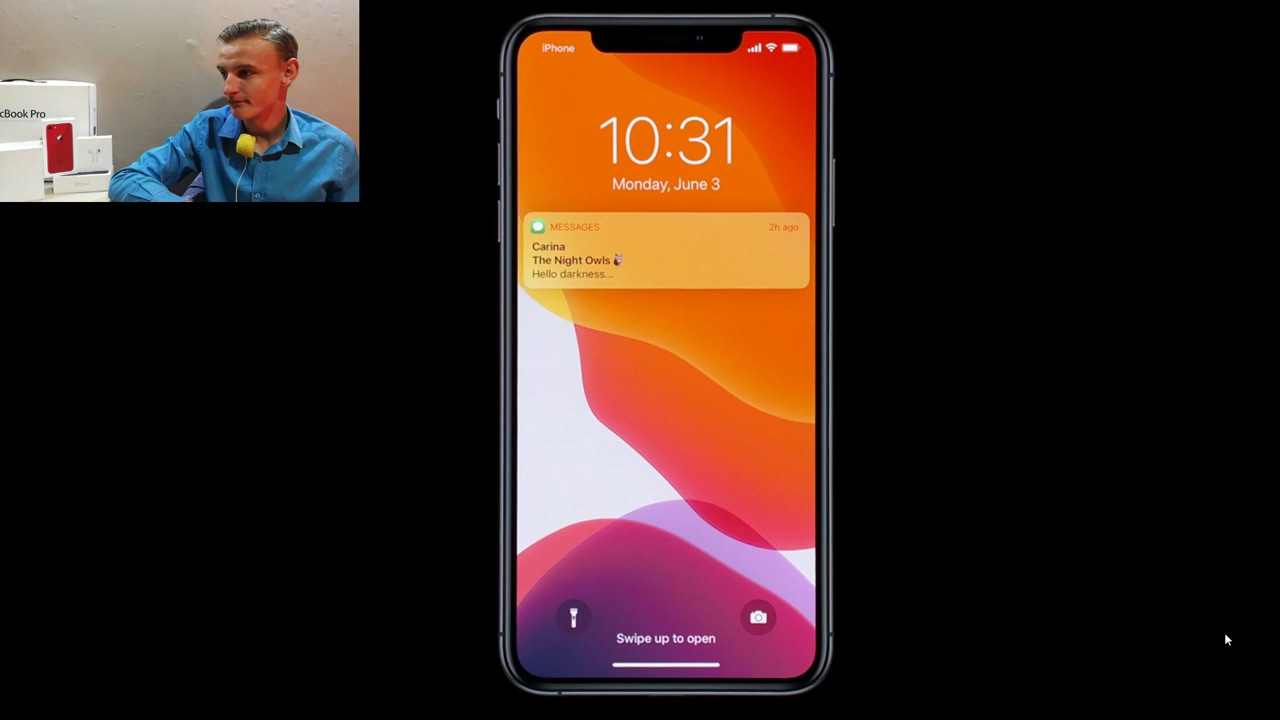 cBook Pro
iPhone
10:31
Monday, June 3
MESSAGES
2h ago
Carina
The Night Owls 🦉
Hello darkness...
Swipe up to open